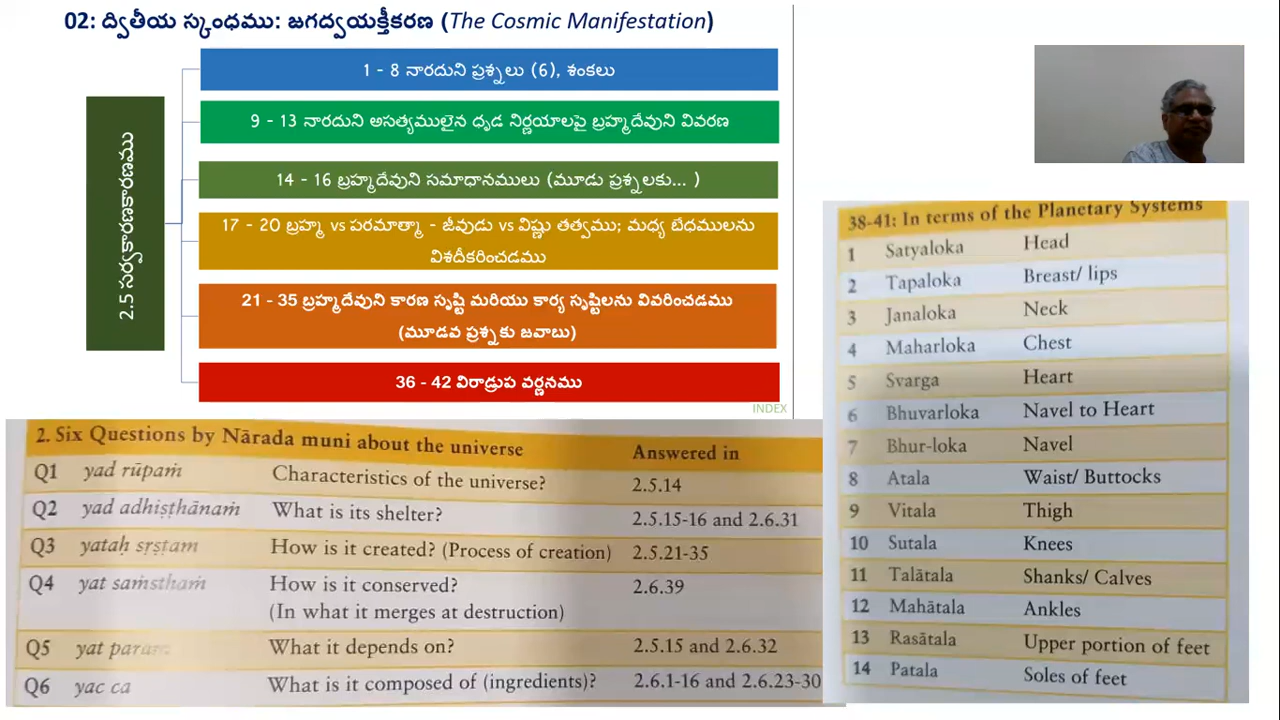 02: ద్వితీయ స్కంధము: జగద్వయక్తీకరణ (The Cosmic Manifestation)
2.5 సర్వకారణకారణము
1 - 8 నారదుని ప్రశ్నలు (6), శంకలు
9 - 13 నారదుని అసత్యములైన ధృడ నిర్ణయాలపై బ్రహ్మదేవుని వివరణ
14 - 16 బ్రహ్మదేవుని సమాధానములు (మూడు ప్రశ్నలకు... )
17 - 20 బ్రహ్మ vs పరమాత్మా - జీవుడు vs విష్ణు తత్వము; మధ్య బేధములను
విశదీకరించడము
21 - 35 బ్రహ్మదేవుని కారణ సృష్టి మరియు కార్య సృష్టిలను వివరించడము
(మూడవ ప్రశ్నకు జవాబు)
36 - 42 విరాడ్రుప వర్ణనము
INDEX
2. Six Questions by Nārada muni about the universe Answered in
Q1 yad rūpaṁ Characteristics of the universe? 2.5.14
Q2 yad adhiṣṭhānaṁ What is its shelter? 2.5.15-16 and 2.6.31
Q3 yataḥ sṛṣṭam How is it created? (Process of creation) 2.5.21-35
Q4 yat saṁsthaṁ How is it conserved? 2.6.39
(In what it merges at destruction)
Q5 yat param What it depends on? 2.5.15 and 2.6.32
Q6 yac ca What is it composed of (ingredients)? 2.6.1-16 and 2.6.23-30
38-41: In terms of the Planetary Systems
1 Satyaloka Head
2 Tapaloka Breast/ lips
3 Janaloka Neck
4 Maharloka Chest
5 Svarga Heart
6 Bhuvarloka Navel to Heart
7 Bhur-loka Navel
8 Atala Waist/ Buttocks
9 Vitala Thigh
10 Sutala Knees
11 Talātala Shanks/ Calves
12 Mahātala Ankles
13 Rasātala Upper portion of feet
14 Patala Soles of feet